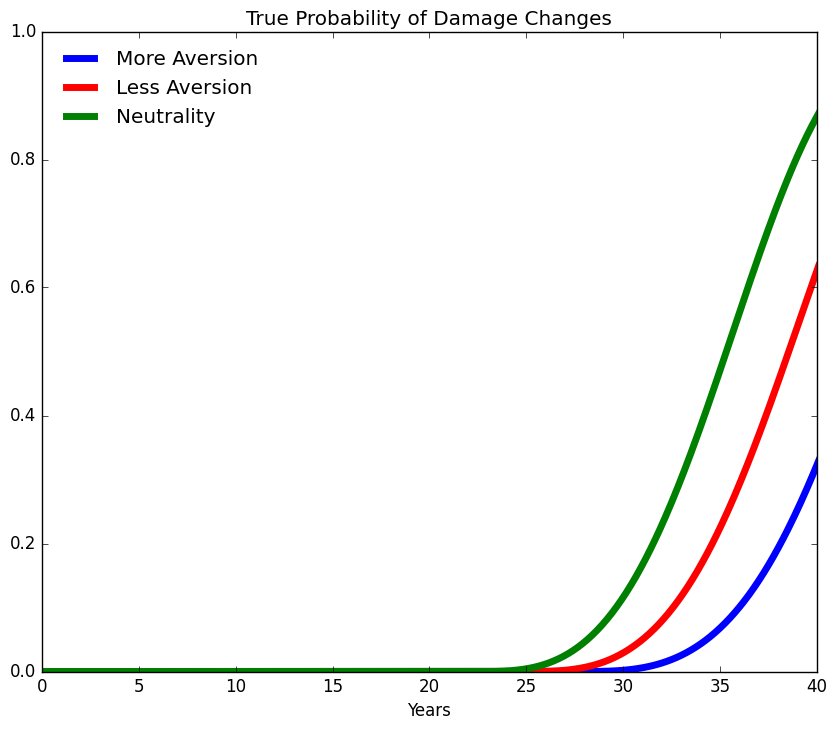 True Probability of Damage Changes
1.0
More Aversion
Less Aversion
Neutrality
0.8
0.6
0.4
0.2
0.0
0 5 10 15 20 25 30 35 40
Years